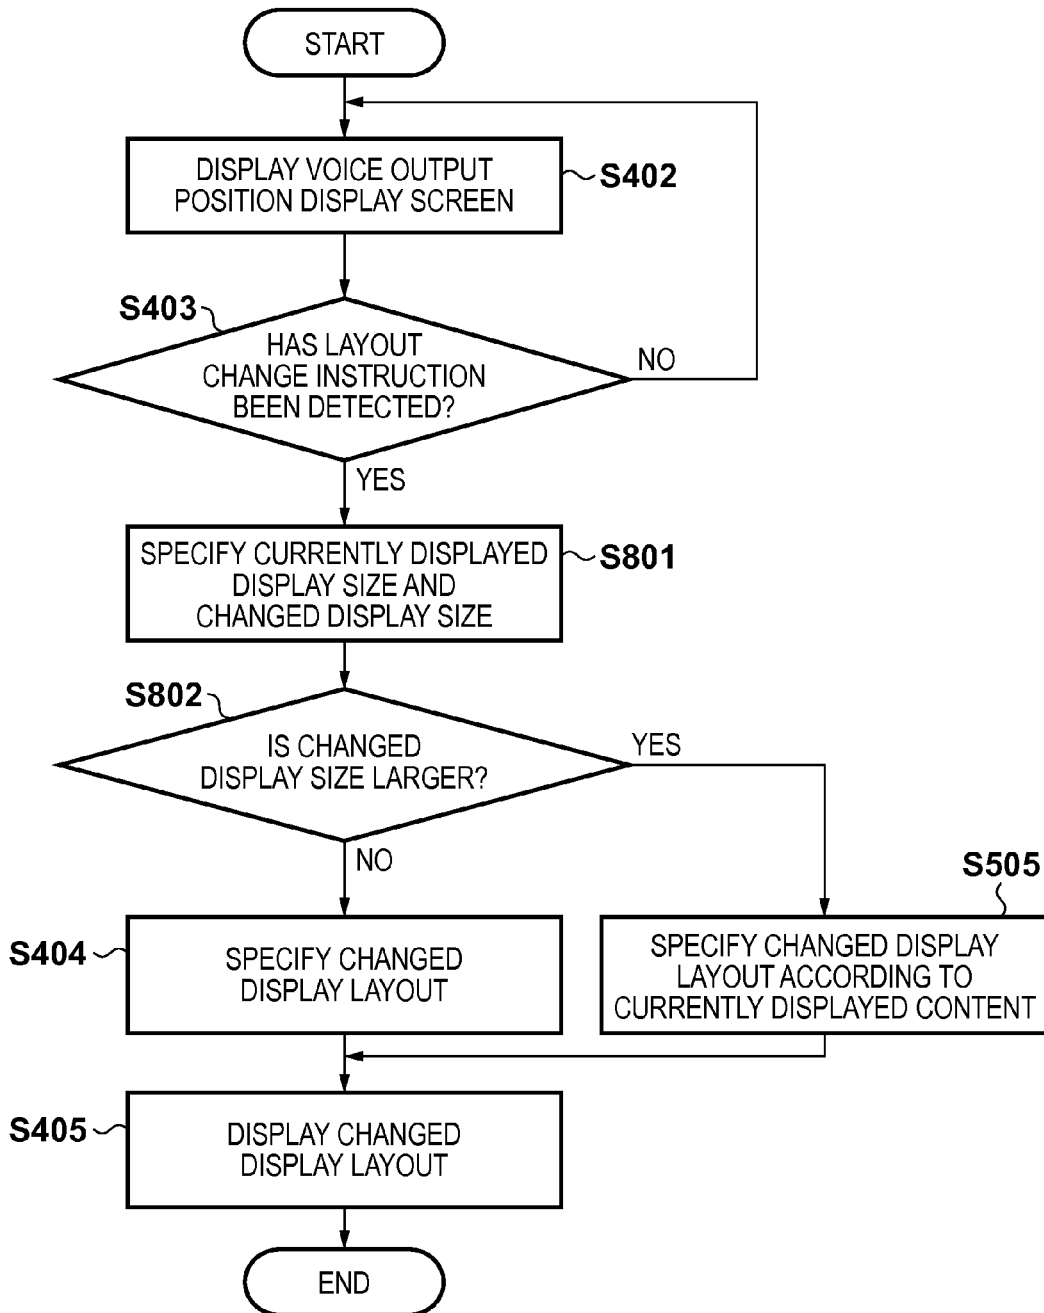 START
DISPLAY VOICE OUTPUT
POSITION DISPLAY SCREEN
S402
S403
HAS LAYOUT
CHANGE INSTRUCTION
BEEN DETECTED?
NO
YES
SPECIFY CURRENTLY DISPLAYED
DISPLAY SIZE AND
CHANGED DISPLAY SIZE
S801
S802
IS CHANGED
DISPLAY SIZE LARGER?
YES
NO
S505
S404
SPECIFY CHANGED
DISPLAY LAYOUT
SPECIFY CHANGED DISPLAY
LAYOUT ACCORDING TO
CURRENTLY DISPLAYED CONTENT
S405
DISPLAY CHANGED
DISPLAY LAYOUT
END